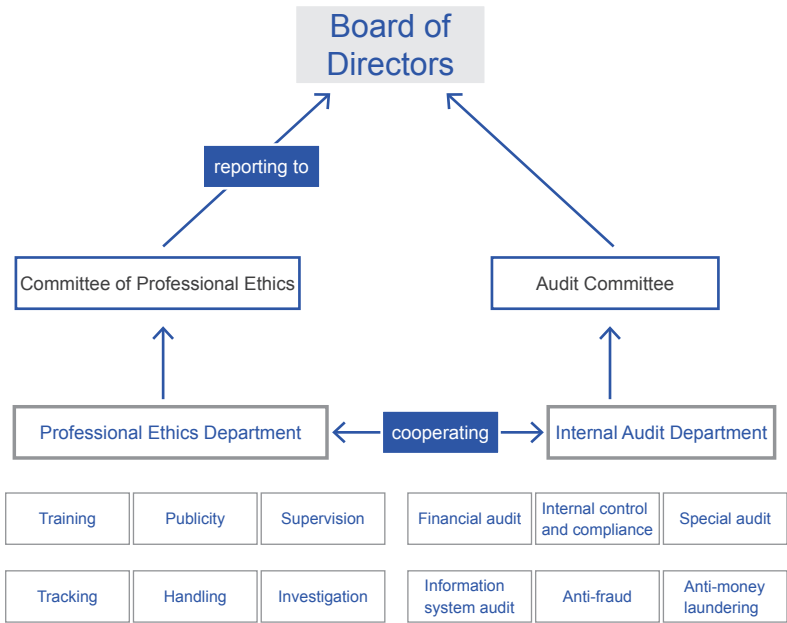 Board of
Directors
reporting to
Committee of Professional Ethics
Audit Committee
Professional Ethics Department
cooperating
Internal Audit Department
Training
Publicity
Supervision
Financial audit
Internal control
and compliance
Special audit
Tracking
Handling
Investigation
Information
system audit
Anti-fraud
Anti-money
laundering